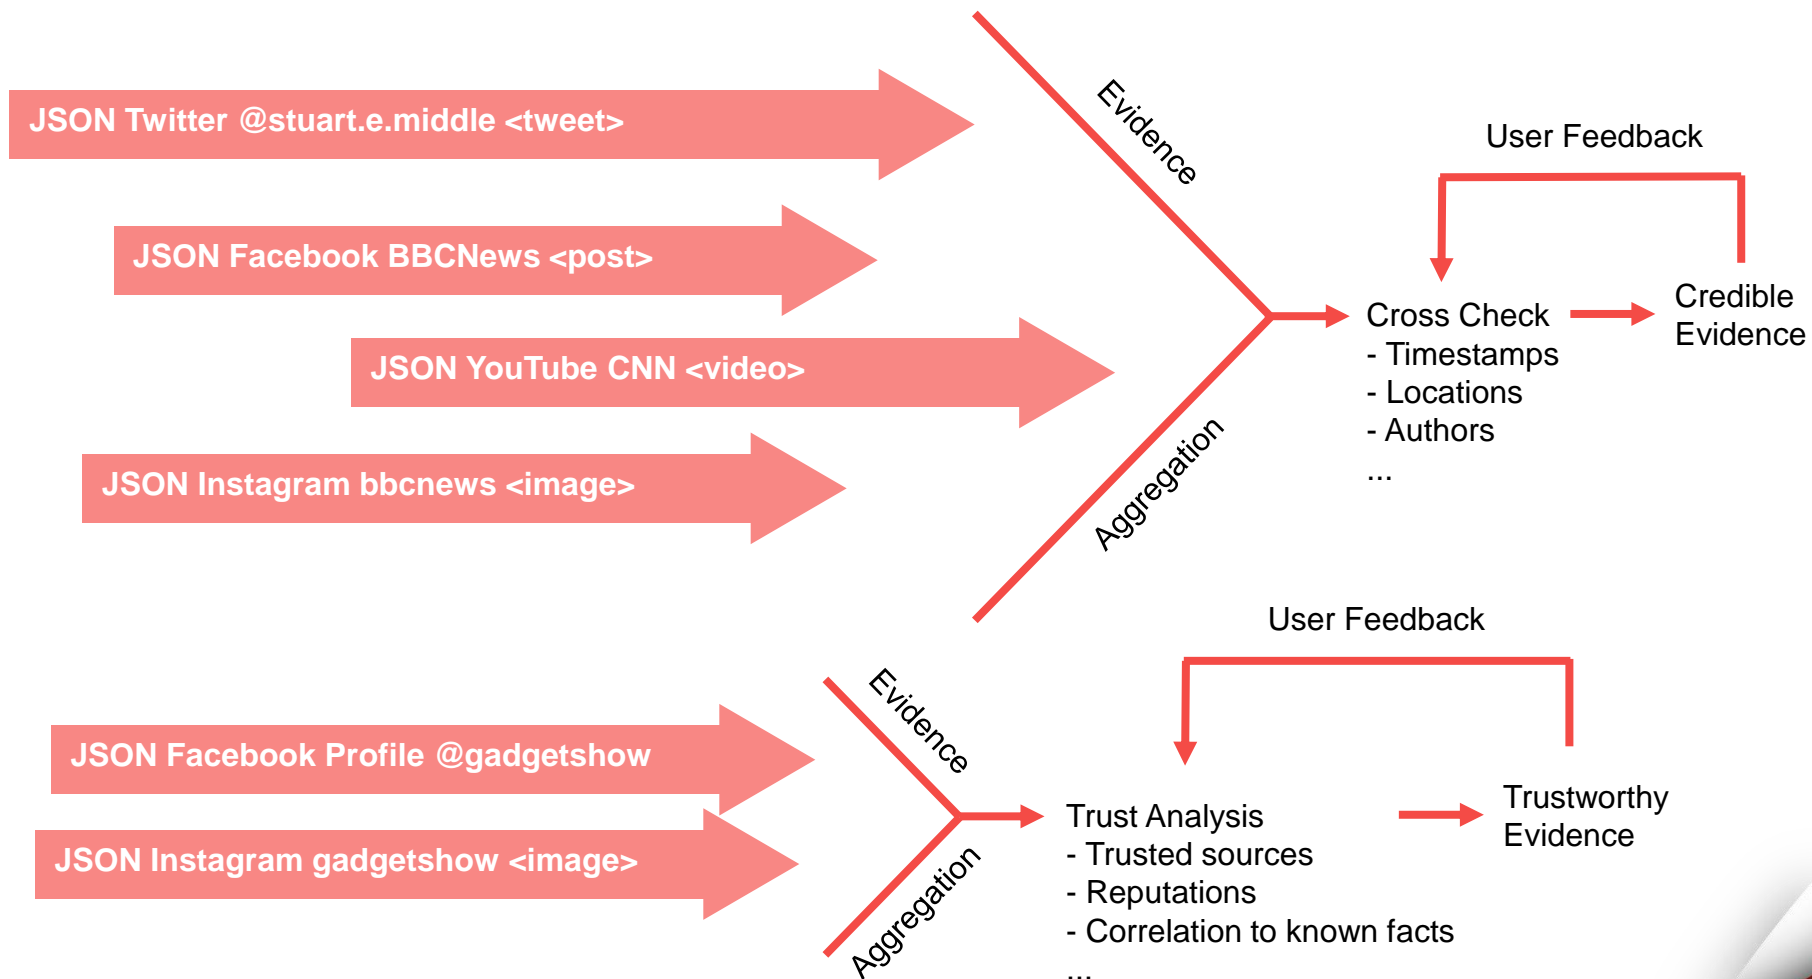 JSON Twitter @stuart.e.middle <tweet>
JSON Facebook BBCNews <post>
JSON YouTube CNN <video>
JSON Instagram bbcnews <image>
Evidence
Aggregation
User Feedback
Cross Check
- Timestamps
- Locations
- Authors
...
Credible
Evidence
JSON Facebook Profile @gadgetshow
JSON Instagram gadgetshow <image>
Evidence
Aggregation
User Feedback
Trust Analysis
- Trusted sources
- Reputations
- Correlation to known facts
...
Trustworthy
Evidence